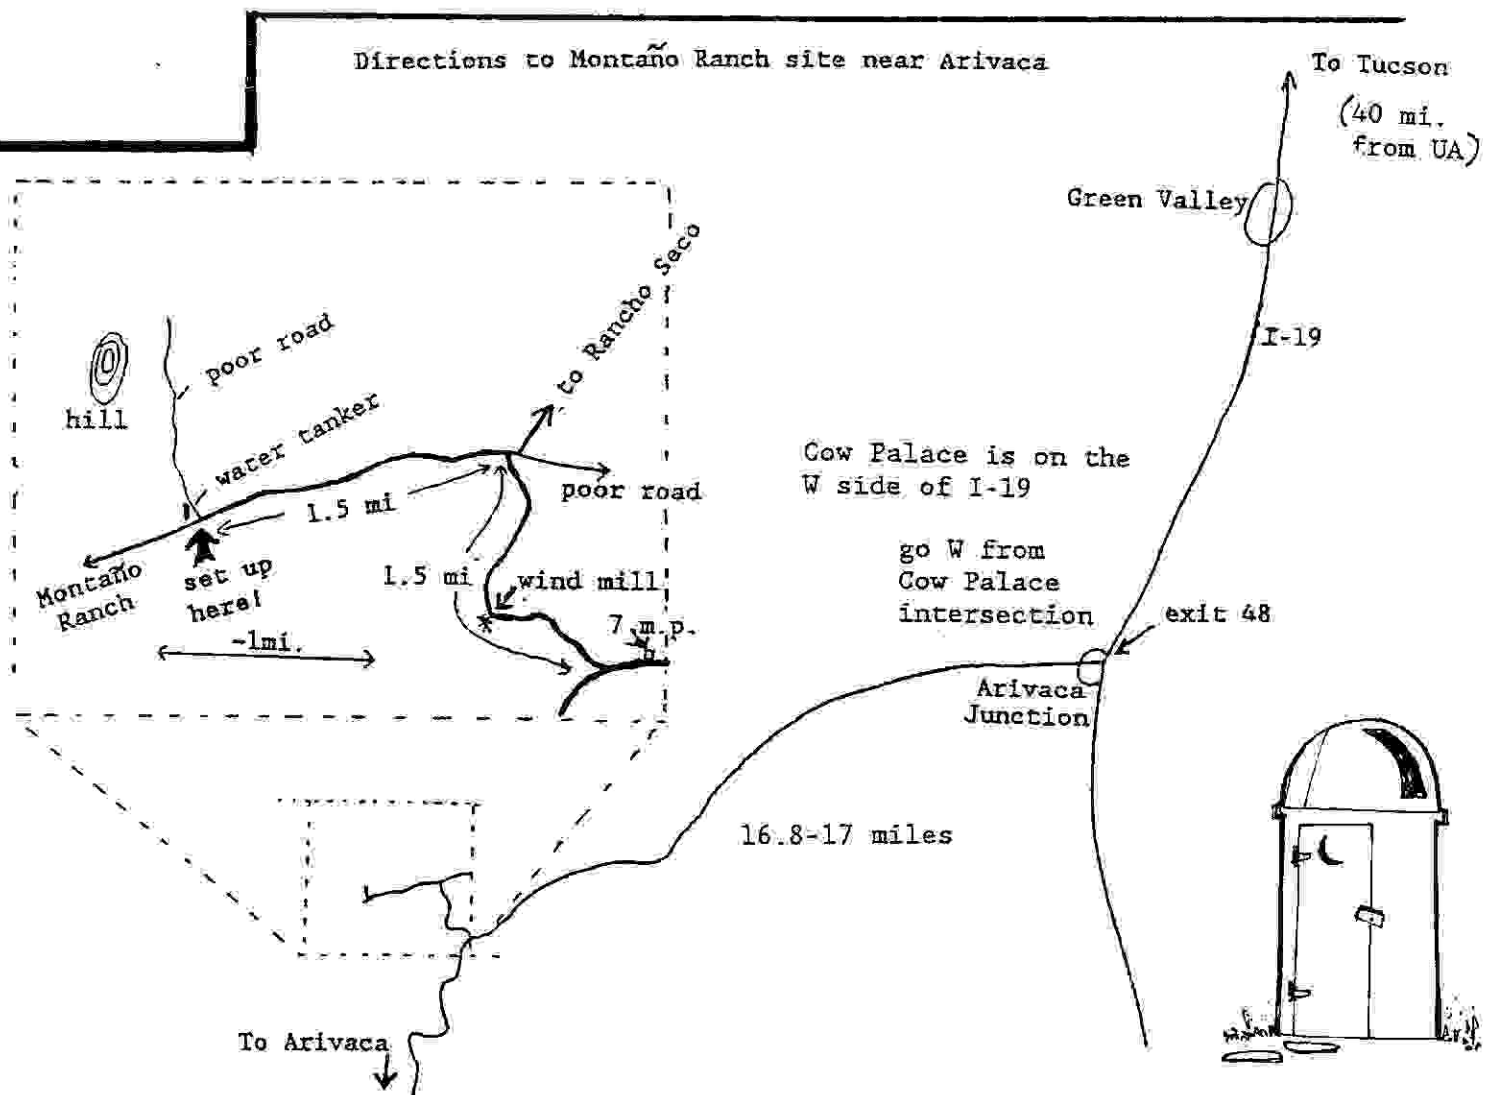 Directions to Montaño Ranch site near Arivaca
To Tucson
(40 mi.
from UA)
Green Valley
I-19
to Rancho Seco
poor road
hill
water tanker
1.5 mi
poor road
Montaño
Ranch
set up
here!
1.5 mi
wind mill
*
7 m.p.
~1mi.
Cow Palace is on the
W side of I-19
go W from
Cow Palace
intersection
exit 48
Arivaca
Junction
16.8-17 miles
To Arivaca